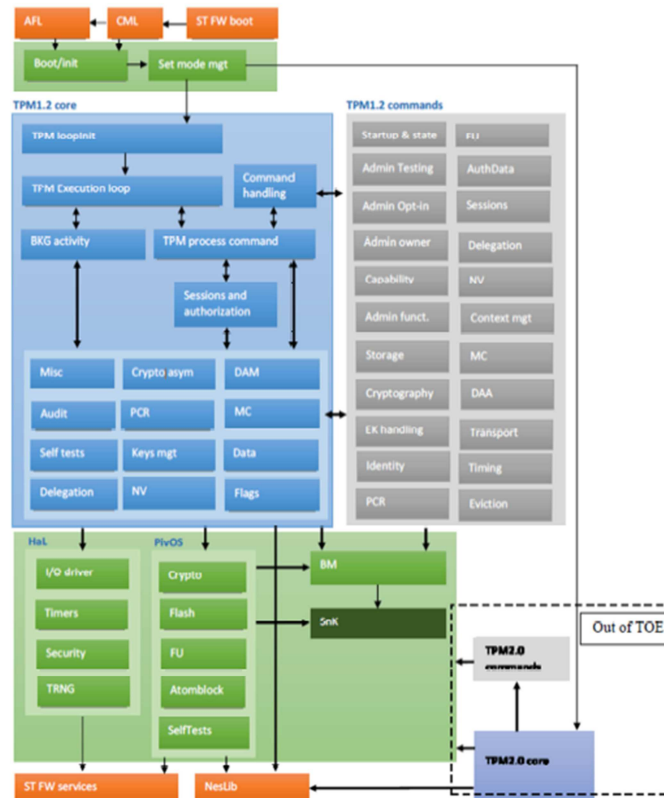 AFL
CML
ST FW boot
Boot/init
Set mode mgt
TPM1.2 core
TPM1.2 commands
TPM loopInit
TPM Execution loop
Command
handling
BKG activity
TPM process command
Sessions and
authorization
Misc
Crypto asym
DAM
Audit
PCR
MC
Self tests
Keys mgt
Data
Delegation
NV
Flags
Startup & state
FU
Admin Testing
AuthData
Admin Opt-in
Sessions
Admin owner
Delegation
Capability
NV
Admin funct.
Context mgt
Storage
MC
Cryptography
DAA
EK handling
Transport
Identity
Timing
PCR
Eviction
HaL
PivOS
I/O driver
Crypto
BM
Timers
Flash
SnK
Security
FU
TRNG
Atomblock
SelfTests
Out of TOE
TPM2.0
commands
TPM2.0 core
ST FW services
NesLib